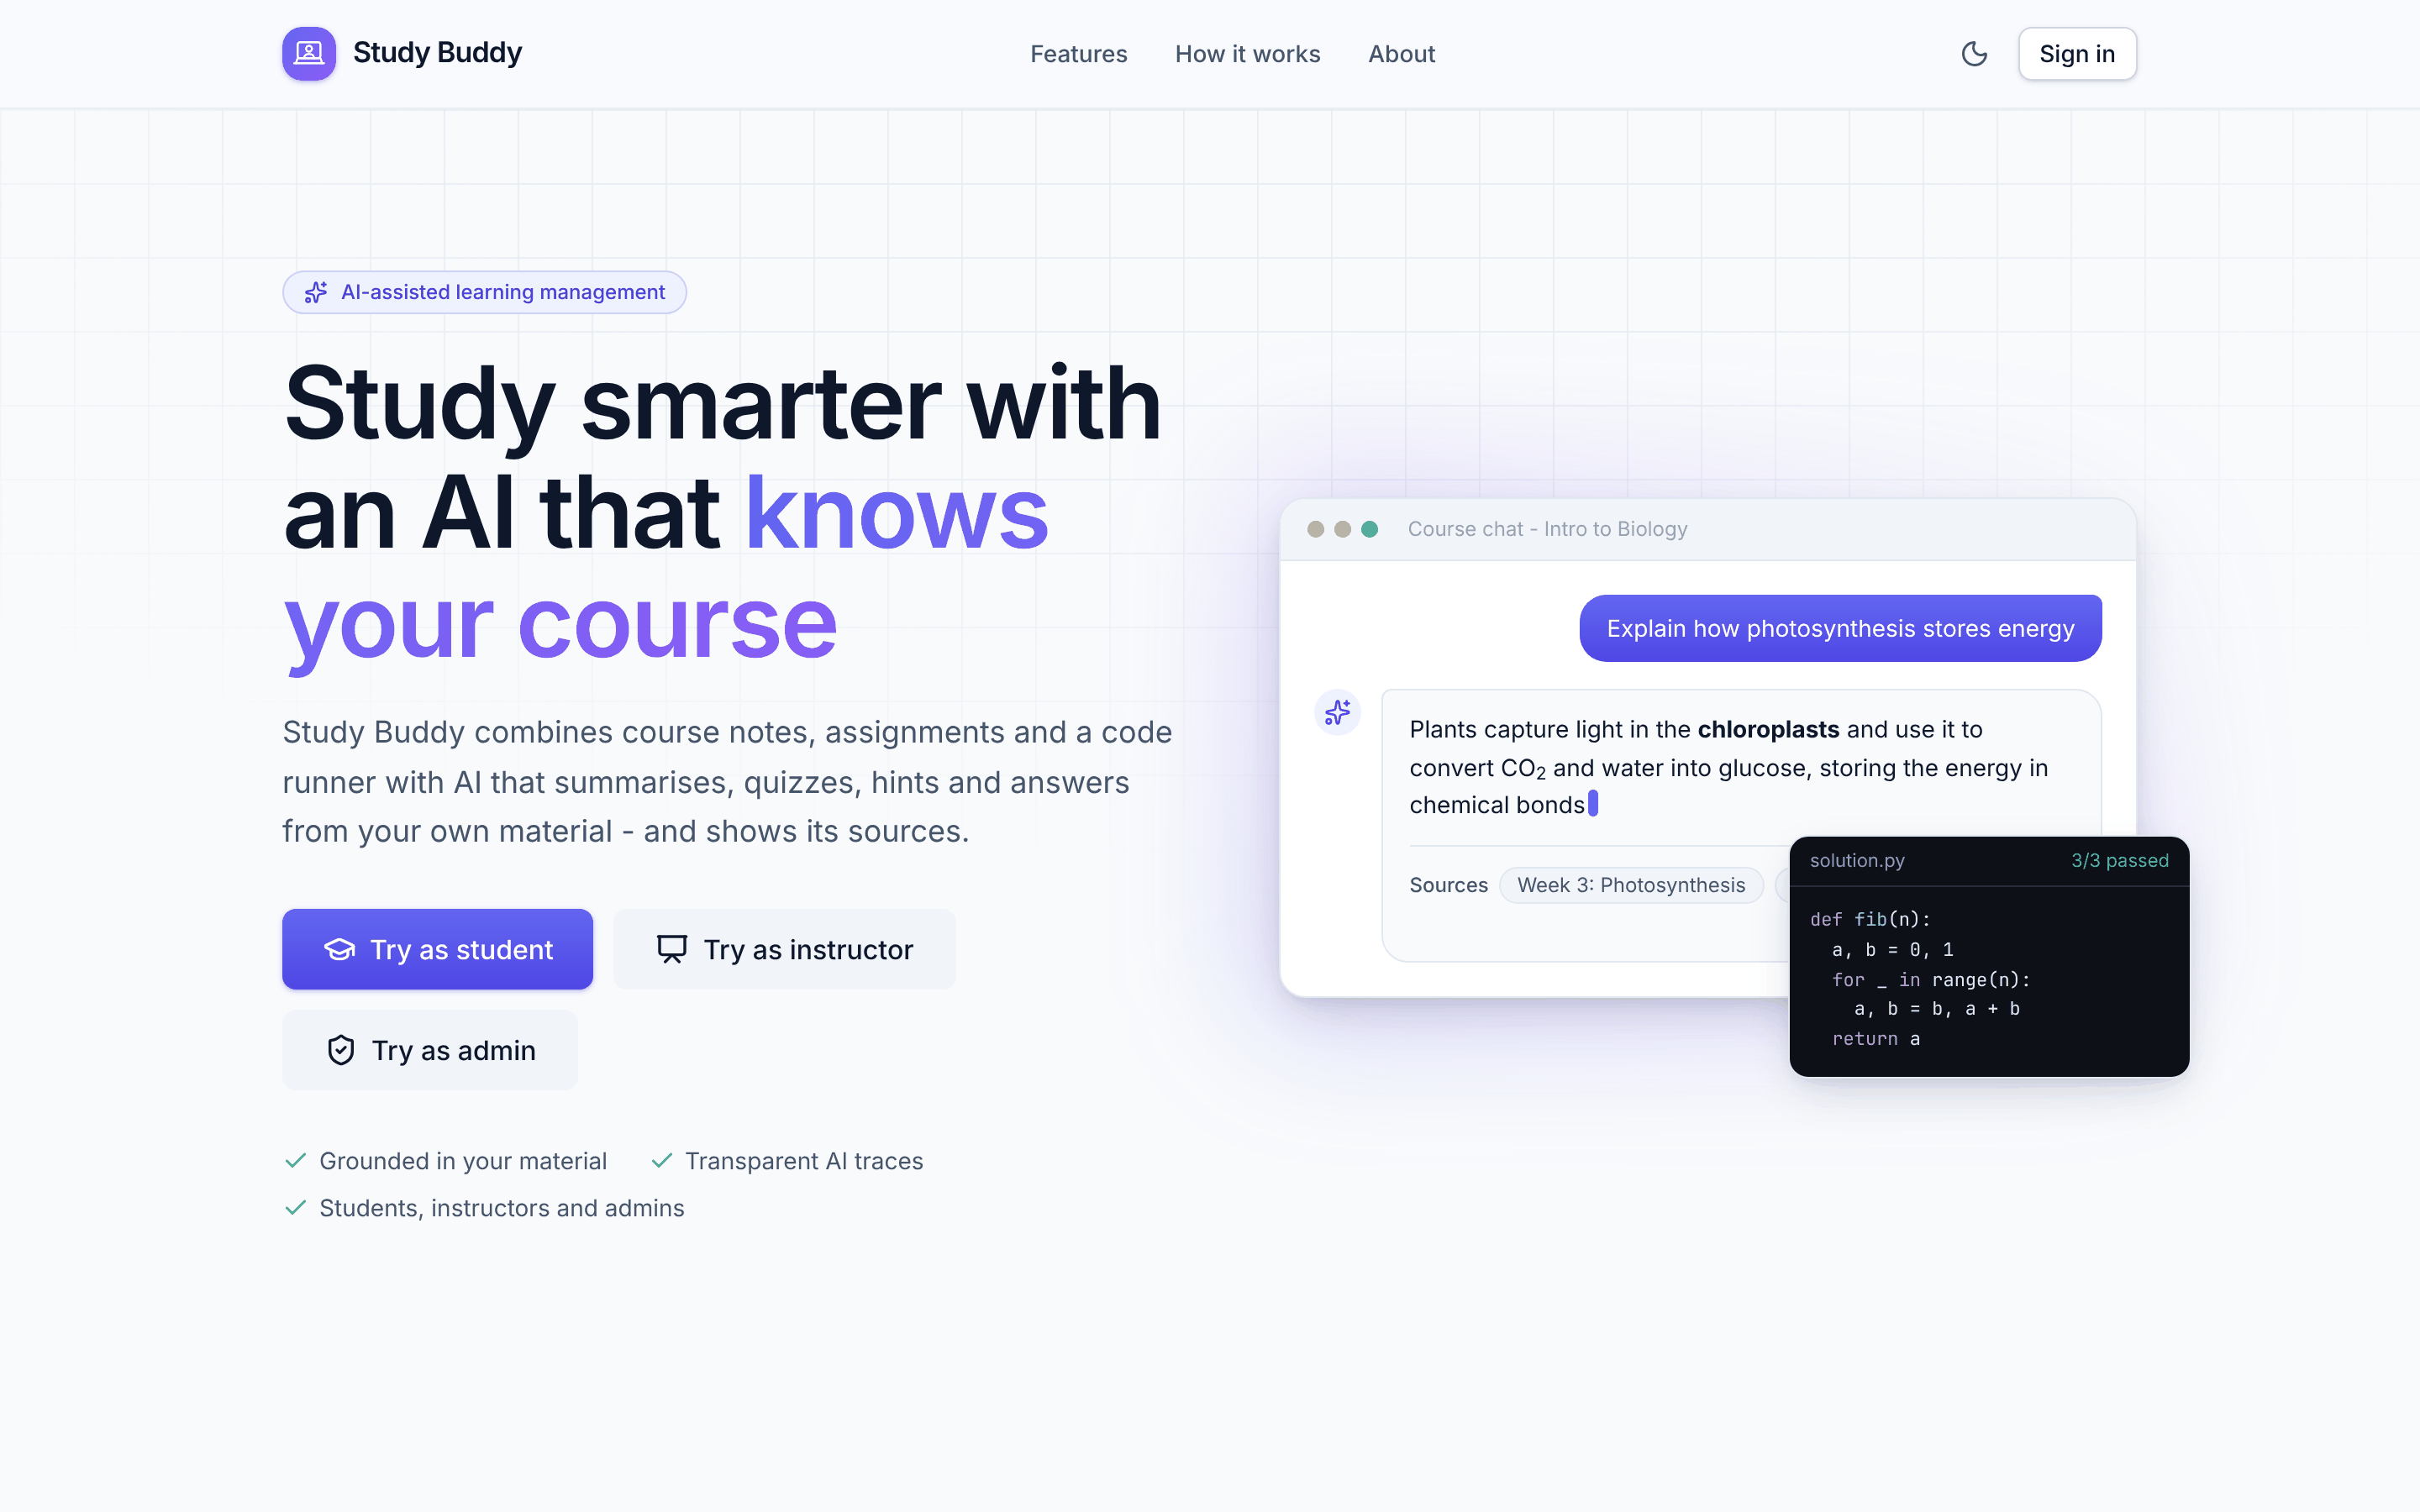 Study Buddy
Features
How it works
About
Sign in
AI-assisted learning management
Study smarter with
an AI that knows
your course
Study Buddy combines course notes, assignments and a code
runner with AI that summarises, quizzes, hints and answers
from your own material - and shows its sources.
Try as student
Try as instructor
Try as admin
Grounded in your material
Transparent AI traces
Students, instructors and admins
Course chat - Intro to Biology
Explain how photosynthesis stores energy
Plants capture light in the chloroplasts and use it to
convert CO₂ and water into glucose, storing the energy in
chemical bonds
Sources
Week 3: Photosynthesis
solution.py
3/3 passed
def fib(n):
  a, b = 0, 1
  for _ in range(n):
    a, b = b, a + b
  return a